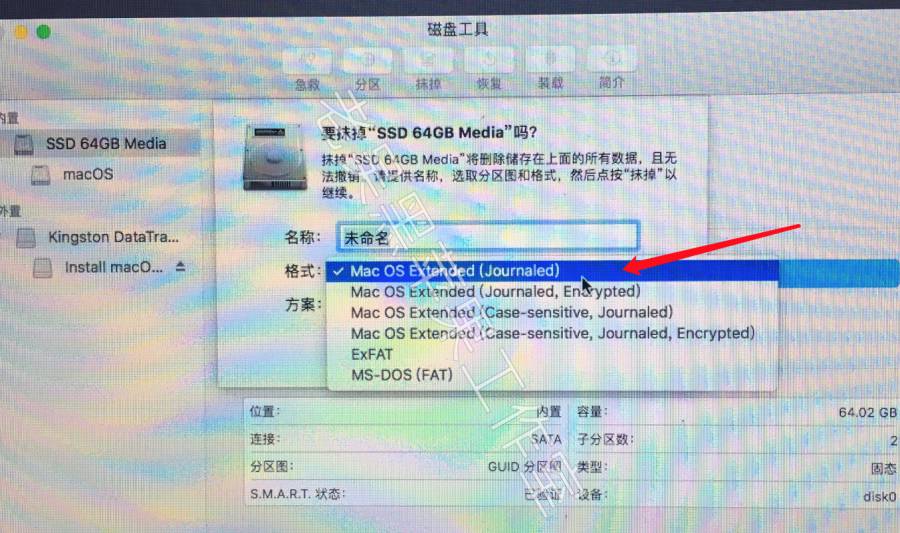 磁盘工具
急救
分区
抹掉
恢复
装载
简介
内置
SSD 64GB Media
macOS
外置
Kingston DataTra...
Install macO...
要抹掉“SSD 64GB Media”吗?
抹掉“SSD 64GB Media”将删除储存在上面的所有数据，且无
法撤销。请提供名称，选取分区图和格式，然后点按“抹掉”以
继续。
名称:
未命名
格式:
✓ Mac OS Extended (Journaled)
Mac OS Extended (Journaled, Encrypted)
Mac OS Extended (Case-sensitive, Journaled)
Mac OS Extended (Case-sensitive, Journaled, Encrypted)
ExFAT
MS-DOS (FAT)
方案:
位置: 内置
容量: 64.02 GB
连接: SATA
子分区数: 2
分区图: GUID 分区图
类型: 固态
S.M.A.R.T. 状态: 已验证
设备: disk0
工作室